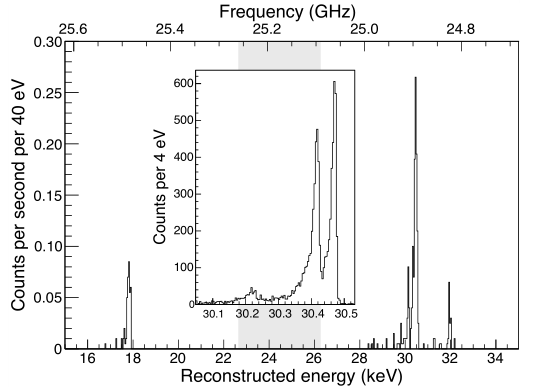 Frequency (GHz)
25.6 25.4 25.2 25.0 24.8
Counts per second per 40 eV
0.30
0.25
0.20
0.15
0.10
0.05
0
Counts per 4 eV
600
500
400
300
200
100
0
30.1 30.2 30.3 30.4 30.5
16 18 20 22 24 26 28 30 32 34
Reconstructed energy (keV)